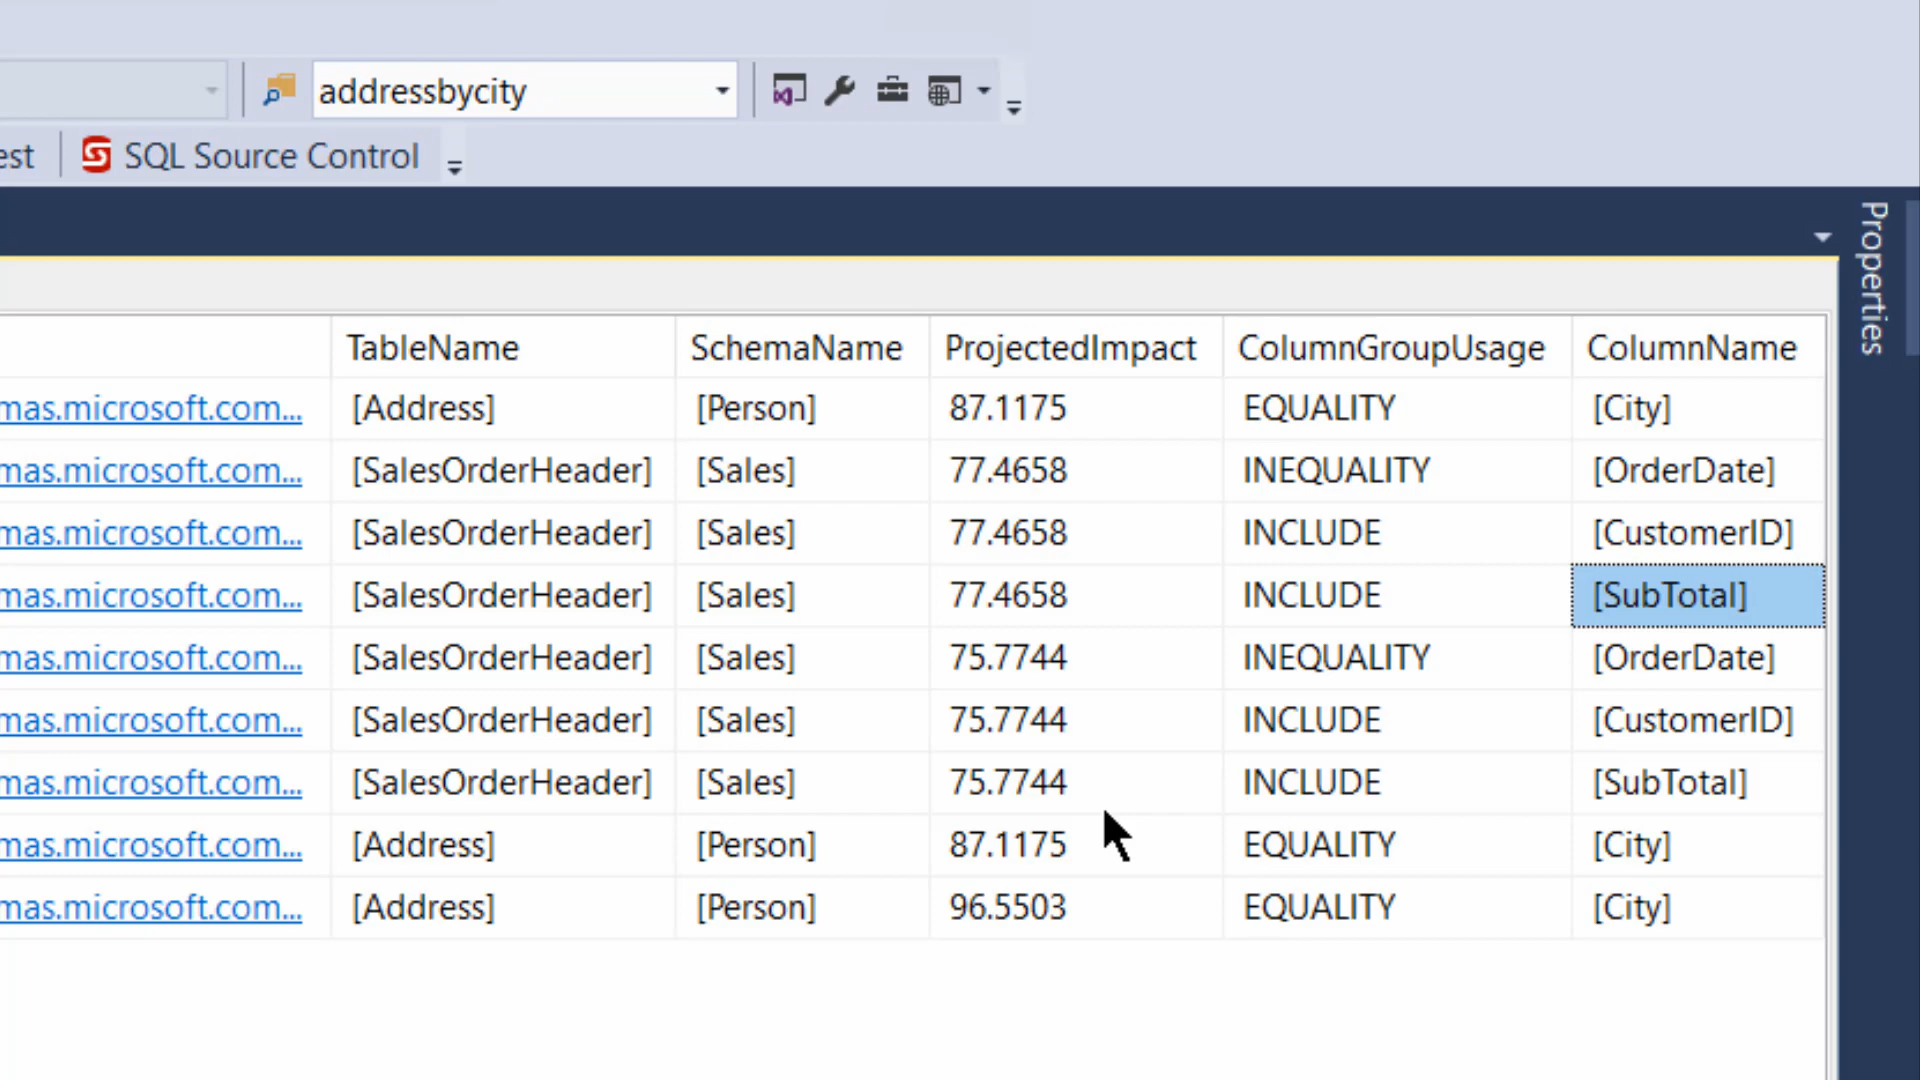 addressbycity
est SQL Source Control
Properties
TableName SchemaName ProjectedImpact ColumnGroupUsage ColumnName
mas.microsoft.com... [Address] [Person] 87.1175 EQUALITY [City]
mas.microsoft.com... [SalesOrderHeader] [Sales] 77.4658 INEQUALITY [OrderDate]
mas.microsoft.com... [SalesOrderHeader] [Sales] 77.4658 INCLUDE [CustomerID]
mas.microsoft.com... [SalesOrderHeader] [Sales] 77.4658 INCLUDE [SubTotal]
mas.microsoft.com... [SalesOrderHeader] [Sales] 75.7744 INEQUALITY [OrderDate]
mas.microsoft.com... [SalesOrderHeader] [Sales] 75.7744 INCLUDE [CustomerID]
mas.microsoft.com... [SalesOrderHeader] [Sales] 75.7744 INCLUDE [SubTotal]
mas.microsoft.com... [Address] [Person] 87.1175 EQUALITY [City]
mas.microsoft.com... [Address] [Person] 96.5503 EQUALITY [City]